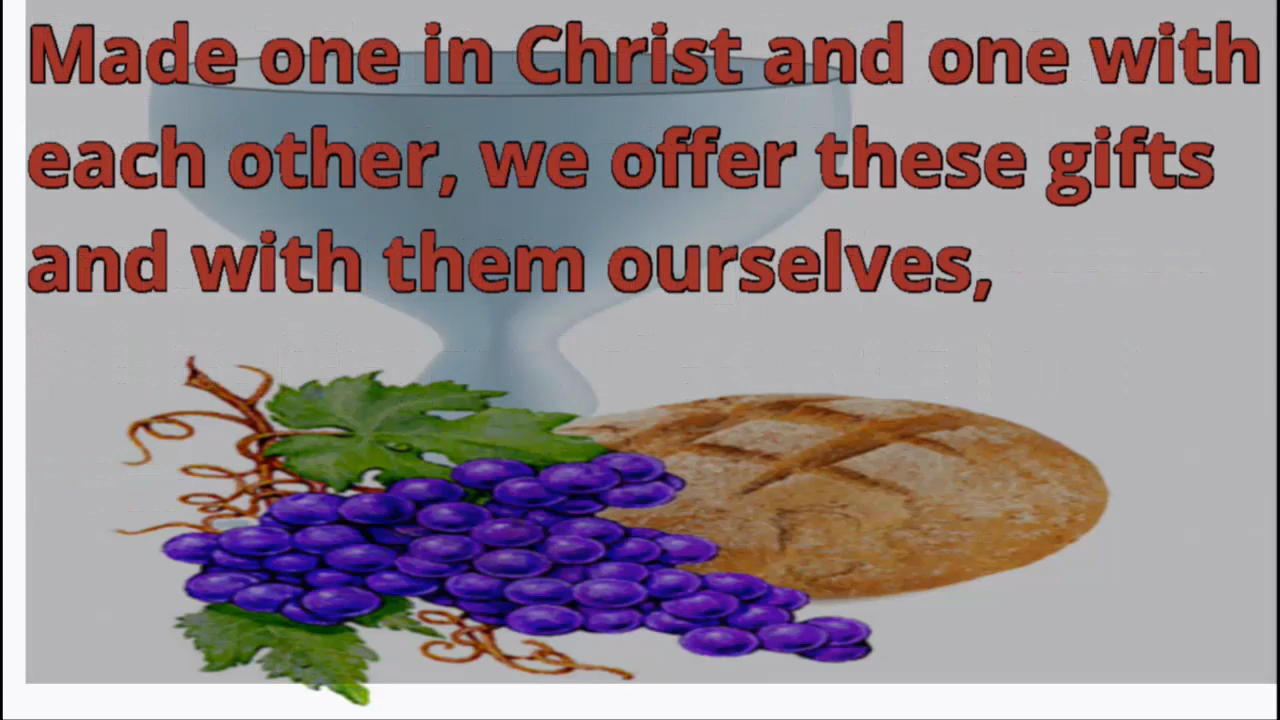 Made one in Christ and one with
each other, we offer these gifts
and with them ourselves,